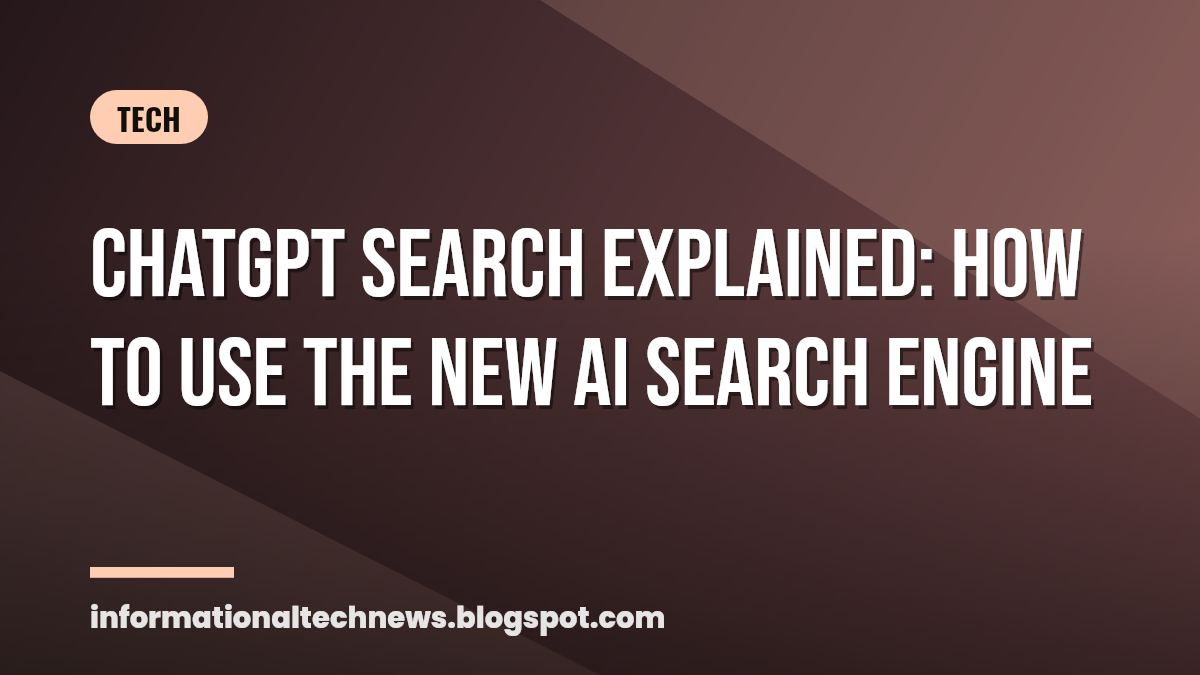 TECH
CHATGPT SEARCH EXPLAINED: HOW
TO USE THE NEW AI SEARCH ENGINE
informationaltechnews.blogspot.com